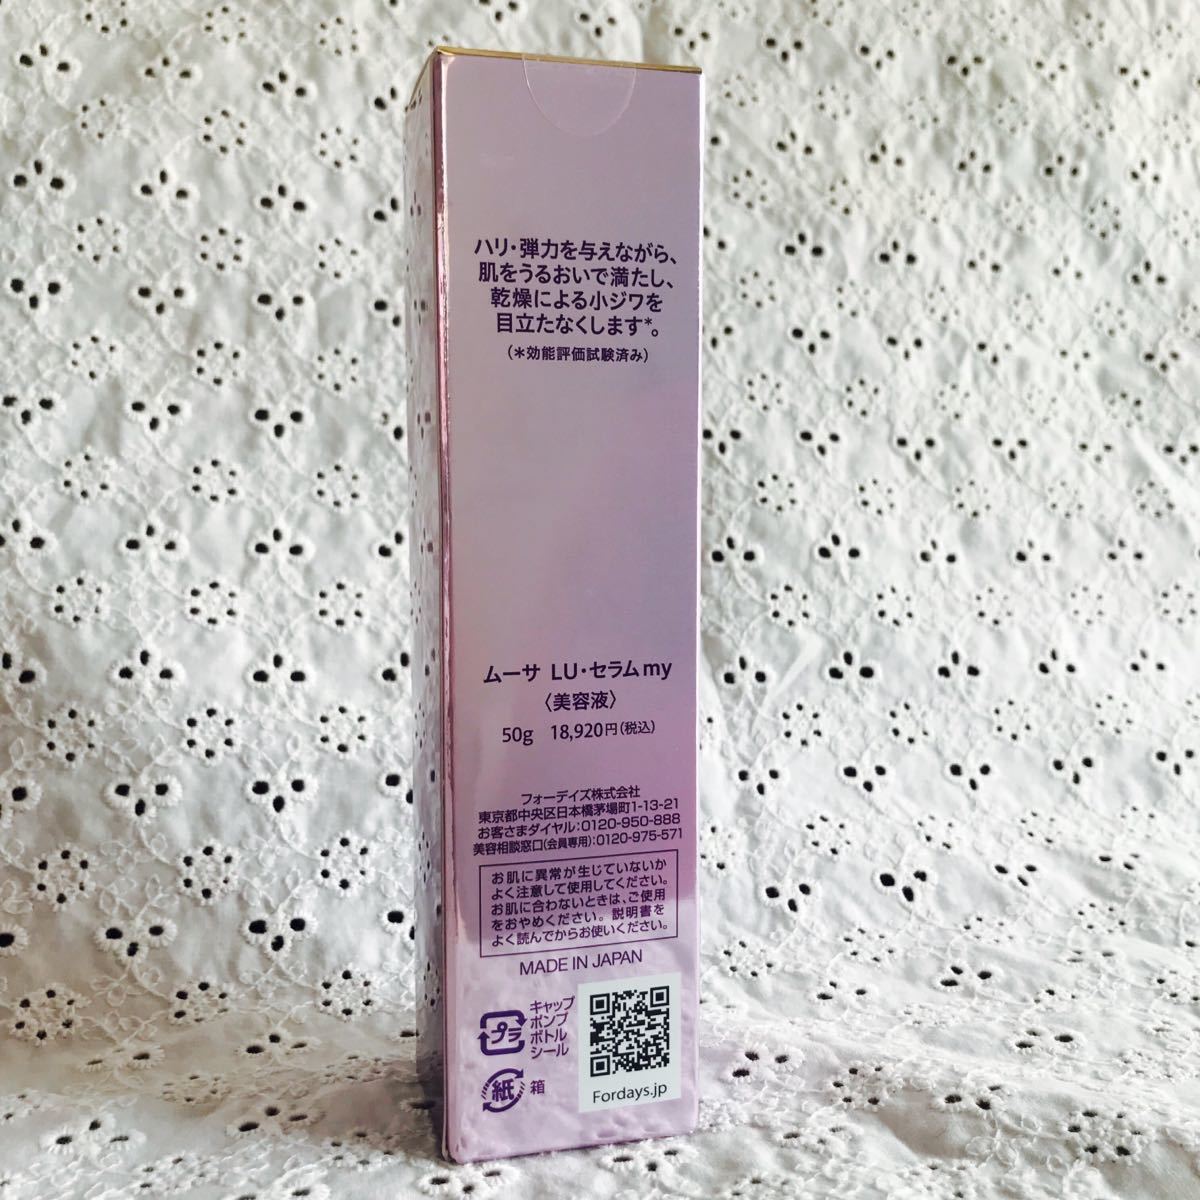 ハリ・弾力を与えながら、
肌をうるおいで満たし、
乾燥による小ジワを
目立たなくします*。
(*効能評価試験済み)
ムーサ LU・セラムmy
〈美容液〉
50g 18,920円(税込)
フォーデイズ株式会社
東京都中央区日本橋茅場町1-13-21
お客さまダイヤル:0120-950-888
美容相談窓口(会員専用):0120-975-571
お肌に異常が生じていないか
よく注意して使用してください。
お肌に合わないときは、ご使用
をおやめください。説明書を
よく読んでからお使いください。
MADE IN JAPAN
プラ
キャップ
ポンプ
ボトル
シール
紙 箱
Fordays.jp